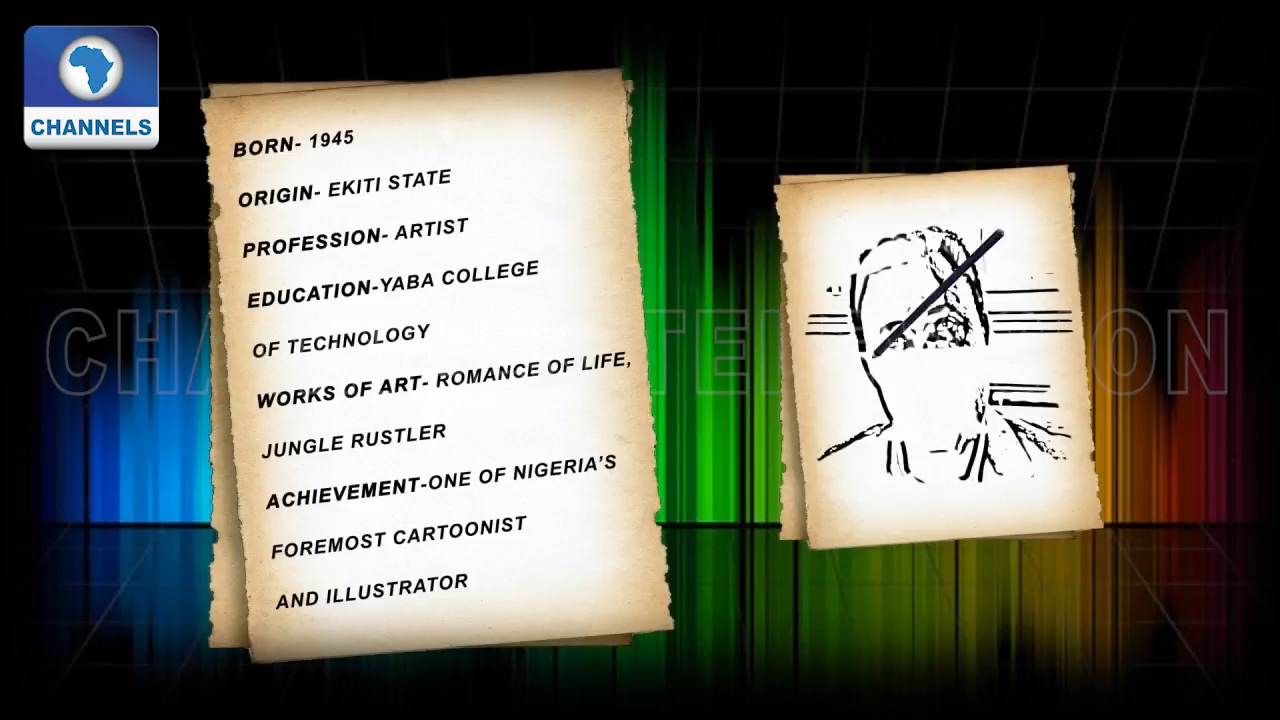 CHANNELS
BORN- 1945
ORIGIN- EKITI STATE
PROFESSION- ARTIST
EDUCATION-YABA COLLEGE
OF TECHNOLOGY
WORKS OF ART- ROMANCE OF LIFE,
JUNGLE RUSTLER
ACHIEVEMENT-ONE OF NIGERIA'S
FOREMOST CARTOONIST
AND ILLUSTRATOR